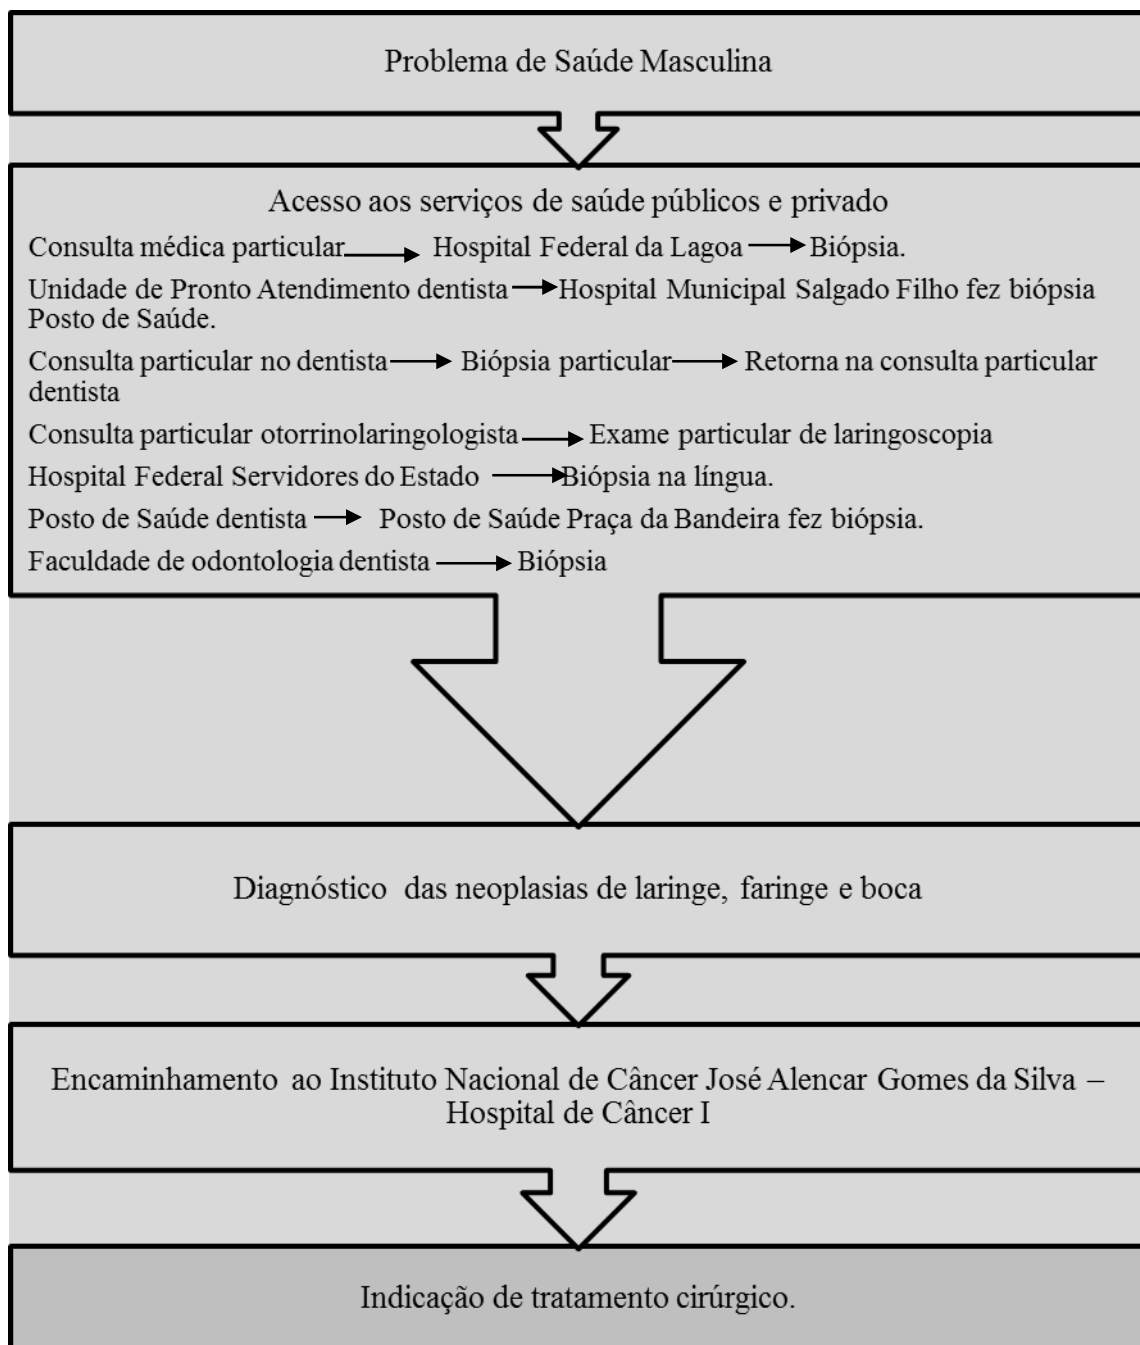 Problema de Saúde Masculina
Acesso aos serviços de saúde públicos e privado
Consulta médica particular Hospital Federal da Lagoa Biópsia.
Unidade de Pronto Atendimento dentista Hospital Municipal Salgado Filho fez biópsia
Posto de Saúde.
Consulta particular no dentista Biópsia particular Retorna na consulta particular
dentista
Consulta particular otorrinolaringologista Exame particular de laringoscopia
Hospital Federal Servidores do Estado Biópsia na língua.
Posto de Saúde dentista Posto de Saúde Praça da Bandeira fez biópsia.
Faculdade de odontologia dentista Biópsia
Diagnóstico das neoplasias de laringe, faringe e boca
Encaminhamento ao Instituto Nacional de Câncer José Alencar Gomes da Silva –
Hospital de Câncer I
Indicação de tratamento cirúrgico.